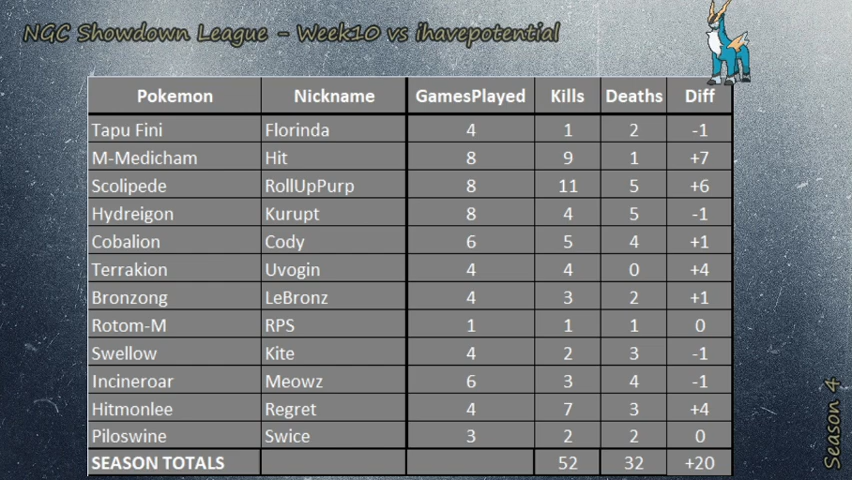 NGC Showdown League - Week10 vs ihavepotential
Pokemon Nickname GamesPlayed Kills Deaths Diff
Tapu Fini Florinda 4 1 2 -1
M-Medicham Hit 8 9 1 +7
Scolipede RollUpPurp 8 11 5 +6
Hydreigon Kurupt 8 4 5 -1
Cobalion Cody 6 5 4 +1
Terrakion Uvogin 4 4 0 +4
Bronzong LeBronz 4 3 2 +1
Rotom-M RPS 1 1 1 0
Swellow Kite 4 2 3 -1
Incineroar Meowz 6 3 4 -1
Hitmonlee Regret 4 7 3 +4
Piloswine Swice 3 2 2 0
SEASON TOTALS 52 32 +20
Season 4